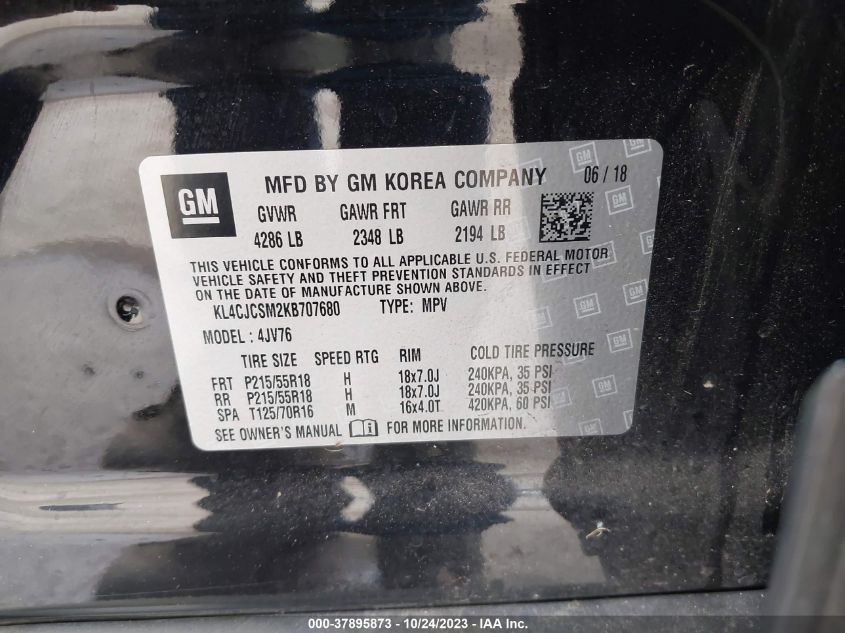 GM MFD BY GM KOREA COMPANY 06 / 18
GVWR GAWR FRT GAWR RR
4286 LB 2348 LB 2194 LB
THIS VEHICLE CONFORMS TO ALL APPLICABLE U.S. FEDERAL MOTOR
VEHICLE SAFETY AND THEFT PREVENTION STANDARDS IN EFFECT
ON THE DATE OF MANUFACTURE SHOWN ABOVE.
KL4CJCSM2KB707680 TYPE: MPV
MODEL : 4JV76
TIRE SIZE SPEED RTG RIM COLD TIRE PRESSURE
FRT P215/55R18 H 18x7.0J 240KPA, 35 PSI
RR P215/55R18 H 18x7.0J 240KPA, 35 PSI
SPA T125/70R16 M 16x4.0T 420KPA, 60 PSI
SEE OWNER'S MANUAL FOR MORE INFORMATION.
000-37895873 - 10/24/2023 - IAA Inc.